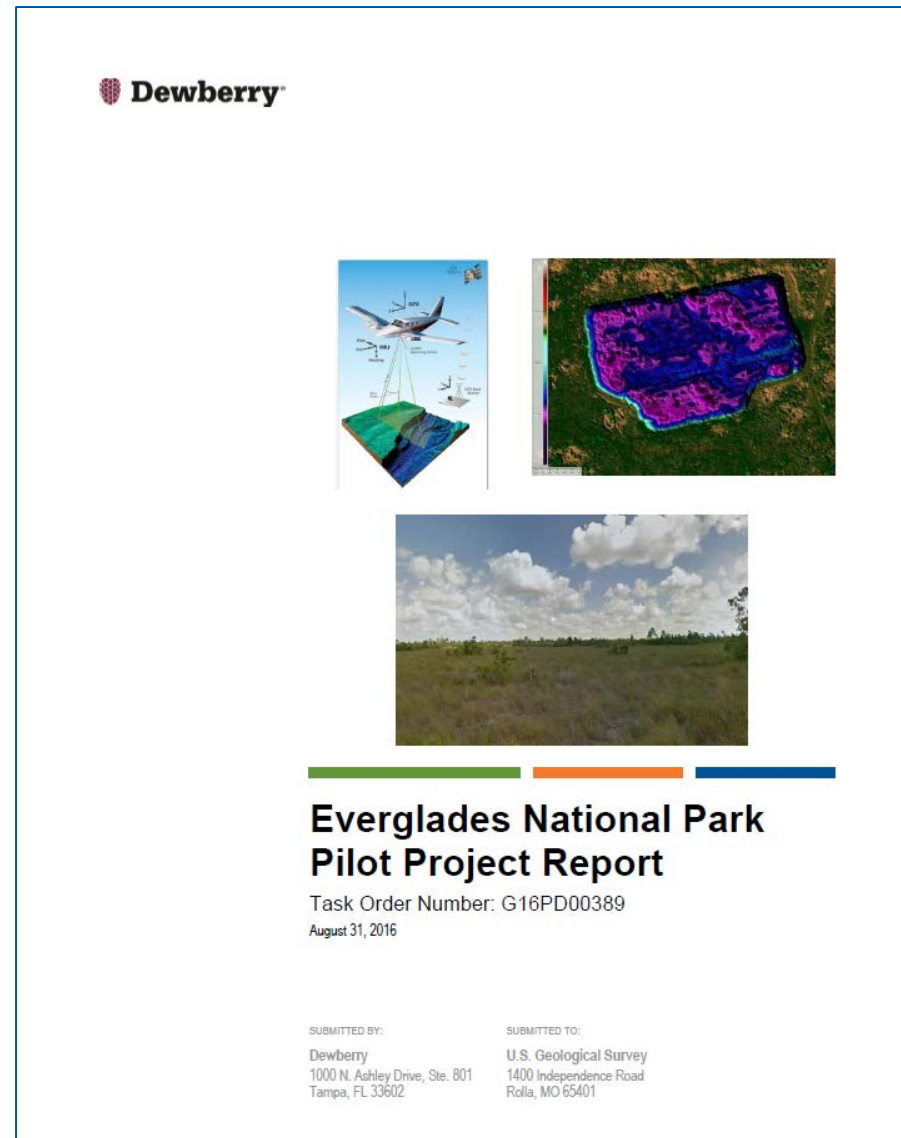 Dewberry
Everglades National Park
Pilot Project Report
Task Order Number: G16PD00389
August 31, 2016
SUBMITTED BY:
Dewberry
1000 N. Ashley Drive, Ste. 801
Tampa, FL 33602
SUBMITTED TO:
U.S. Geological Survey
1400 Independence Road
Rolla, MO 65401